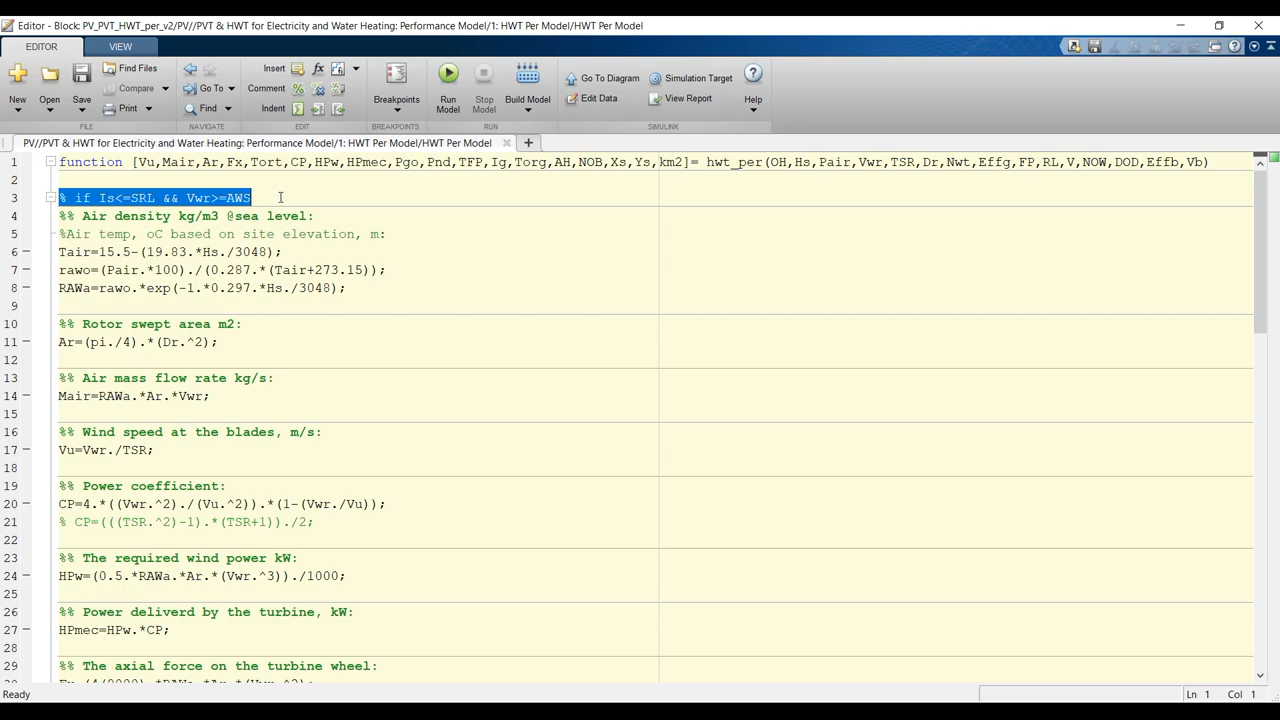 Editor - Block: PV_PVT_HWT_per_v2/PV//PVT & HWT for Electricity and Water Heating: Performance Model/1: HWT Per Model/HWT Per Model
EDITOR VIEW
New Open Save Find Files Compare Print
FILE
Go To Find
NAVIGATE
Insert Comment Indent
EDIT
Breakpoints
BREAKPOINTS
Run Model Stop Model Build Model
RUN
Go To Diagram Simulation Target Edit Data View Report Help
SIMULINK
PV//PVT & HWT for Electricity and Water Heating: Performance Model/1: HWT Per Model/HWT Per Model
1 function [Vu,Mair,Ar,Fx,Tort,CP,HPw,HPmec,Pgo,Pnd,TFP,Ig,Torg,AH,NOB,Xs,Ys,km2]= hwt_per(OH,Hs,Pair,Vwr,TSR,Dr,Nwt,Effg,FP,RL,V,NOW,DOD,Effb,Vb)
2
3 % if Is<=SRL && Vwr>=AWS
4 %% Air density kg/m3 @sea level:
5 %Air temp, oC based on site elevation, m:
6 Tair=15.5-(19.83.*Hs./3048);
7 rawo=(Pair.*100)./(0.287.*(Tair+273.15));
8 RAWa=rawo.*exp(-1.*0.297.*Hs./3048);
9
10 %% Rotor swept area m2:
11 Ar=(pi./4).*(Dr.^2);
12
13 %% Air mass flow rate kg/s:
14 Mair=RAWa.*Ar.*Vwr;
15
16 %% Wind speed at the blades, m/s:
17 Vu=Vwr./TSR;
18
19 %% Power coefficient:
20 CP=4.*((Vwr.^2)./(Vu.^2)).*(1-(Vwr./Vu));
21 % CP=(((TSR.^2)-1).*(TSR+1))./2;
22
23 %% The required wind power kW:
24 HPw=(0.5.*RAWa.*Ar.*(Vwr.^3))./1000;
25
26 %% Power deliverd by the turbine, kW:
27 HPmec=HPw.*CP;
28
29 %% The axial force on the turbine wheel:
Ready Ln 1 Col 1